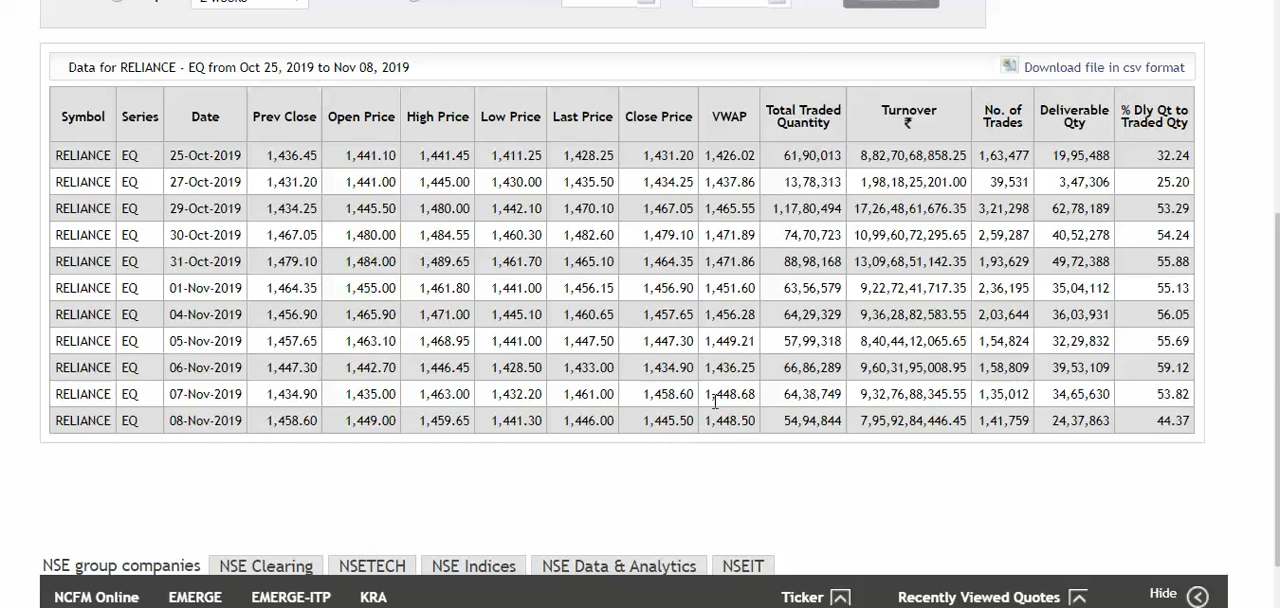 2 weeks
Data for RELIANCE - EQ from Oct 25, 2019 to Nov 08, 2019 Download file in csv format
Symbol Series Date Prev Close Open Price High Price Low Price Last Price Close Price VWAP Total Traded Quantity Turnover ₹ No. of Trades Deliverable Qty % Dly Qt to Traded Qty
RELIANCE EQ 25-Oct-2019 1,436.45 1,441.10 1,441.45 1,411.25 1,428.25 1,431.20 1,426.02 61,90,013 8,82,70,68,858.25 1,63,477 19,95,488 32.24
RELIANCE EQ 27-Oct-2019 1,431.20 1,441.00 1,445.00 1,430.00 1,435.50 1,434.25 1,437.86 13,78,313 1,98,18,25,201.00 39,531 3,47,306 25.20
RELIANCE EQ 29-Oct-2019 1,434.25 1,445.50 1,480.00 1,442.10 1,470.10 1,467.05 1,465.55 1,17,80,494 17,26,48,61,676.35 3,21,298 62,78,189 53.29
RELIANCE EQ 30-Oct-2019 1,467.05 1,480.00 1,484.55 1,460.30 1,482.60 1,479.10 1,471.89 74,70,723 10,99,60,72,295.65 2,59,287 40,52,278 54.24
RELIANCE EQ 31-Oct-2019 1,479.10 1,484.00 1,489.65 1,461.70 1,465.10 1,464.35 1,471.86 88,98,168 13,09,68,51,142.35 1,93,629 49,72,388 55.88
RELIANCE EQ 01-Nov-2019 1,464.35 1,455.00 1,461.80 1,441.00 1,456.15 1,456.90 1,451.60 63,56,579 9,22,72,41,717.35 2,36,195 35,04,112 55.13
RELIANCE EQ 04-Nov-2019 1,456.90 1,465.90 1,471.00 1,445.10 1,460.65 1,457.65 1,456.28 64,29,329 9,36,28,82,583.55 2,03,644 36,03,931 56.05
RELIANCE EQ 05-Nov-2019 1,457.65 1,463.10 1,468.95 1,441.00 1,447.50 1,447.30 1,449.21 57,99,318 8,40,44,12,065.65 1,54,824 32,29,832 55.69
RELIANCE EQ 06-Nov-2019 1,447.30 1,442.70 1,446.45 1,428.50 1,433.00 1,434.90 1,436.25 66,86,289 9,60,31,95,008.95 1,58,809 39,53,109 59.12
RELIANCE EQ 07-Nov-2019 1,434.90 1,435.00 1,463.00 1,432.20 1,461.00 1,458.60 1,448.68 64,38,749 9,32,76,88,345.55 1,35,012 34,65,630 53.82
RELIANCE EQ 08-Nov-2019 1,458.60 1,449.00 1,459.65 1,441.30 1,446.00 1,445.50 1,448.50 54,94,844 7,95,92,84,446.45 1,41,759 24,37,863 44.37
NSE group companies NSE Clearing NSETECH NSE Indices NSE Data & Analytics NSEIT
NCFM Online EMERGE EMERGE-ITP KRA Ticker Recently Viewed Quotes Hide